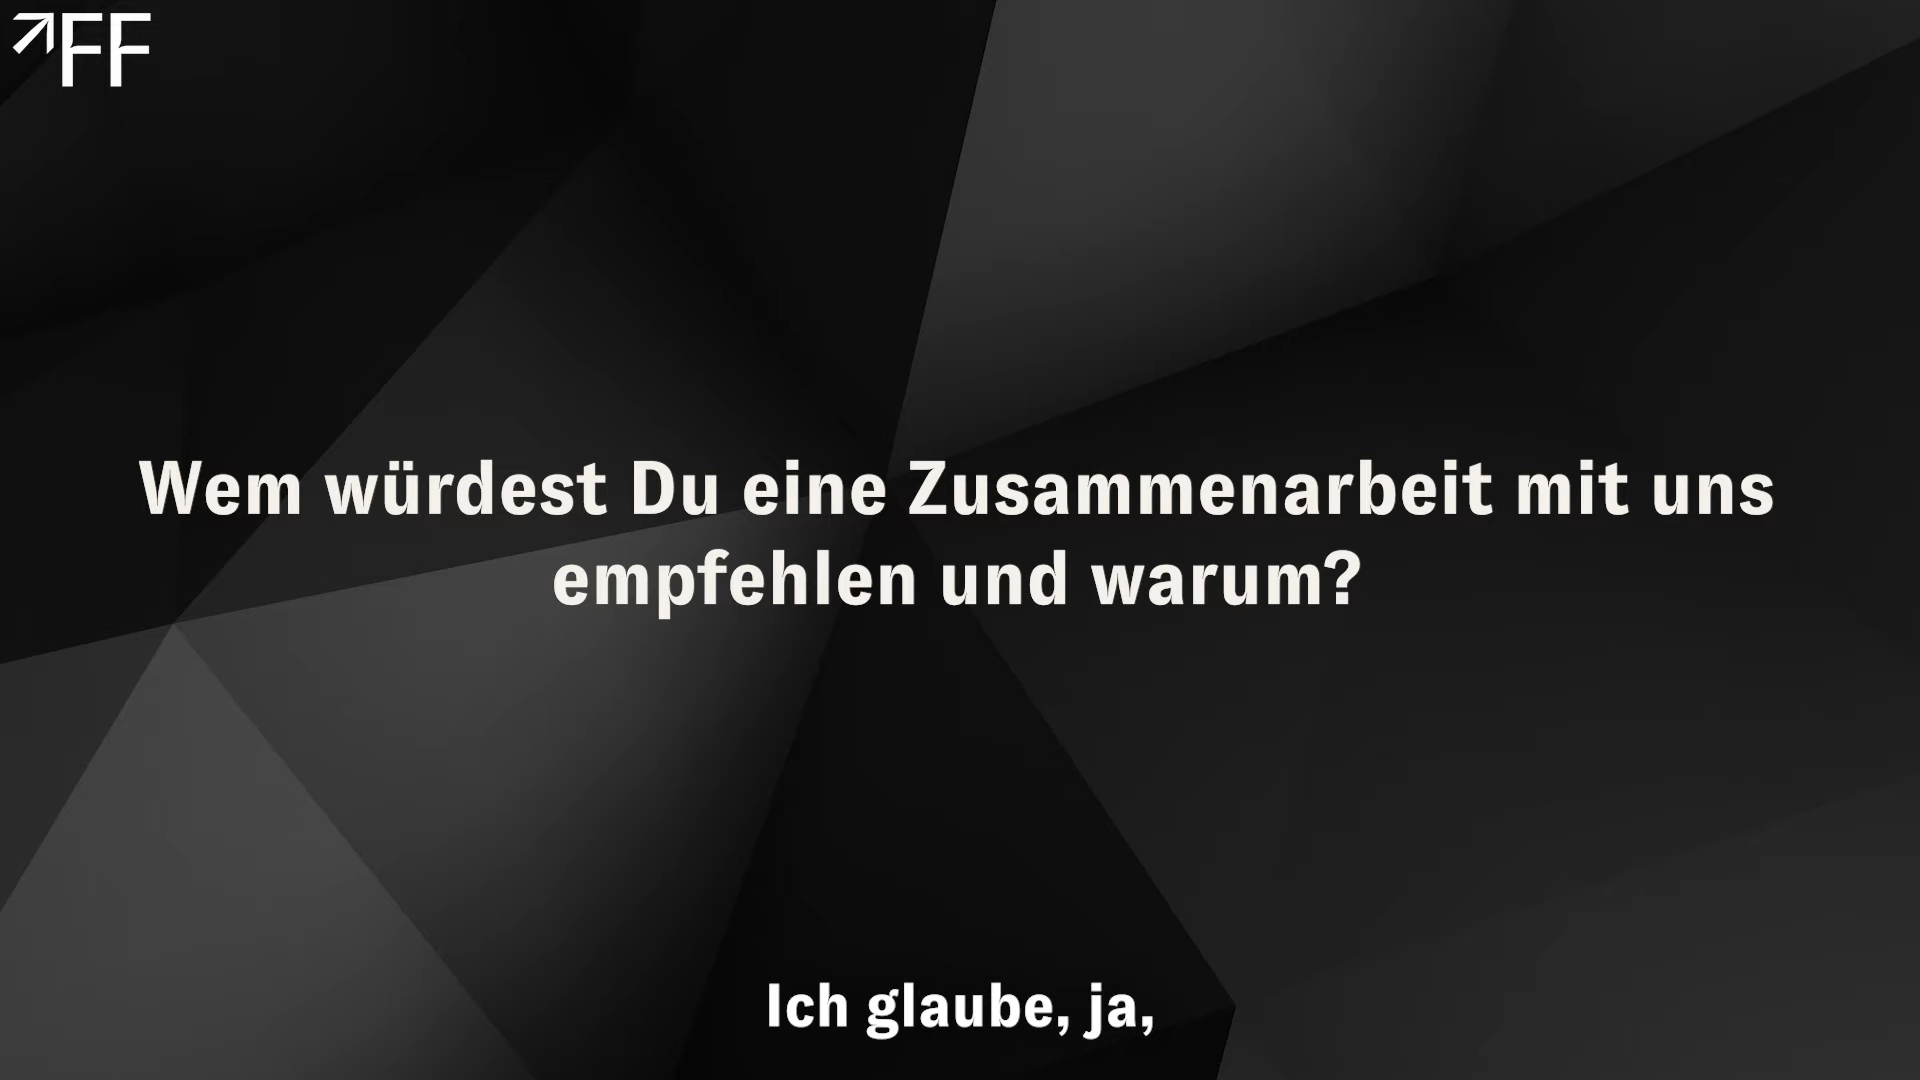 FF
Wem würdest Du eine Zusammenarbeit mit uns
empfehlen und warum?
Ich glaube, ja,